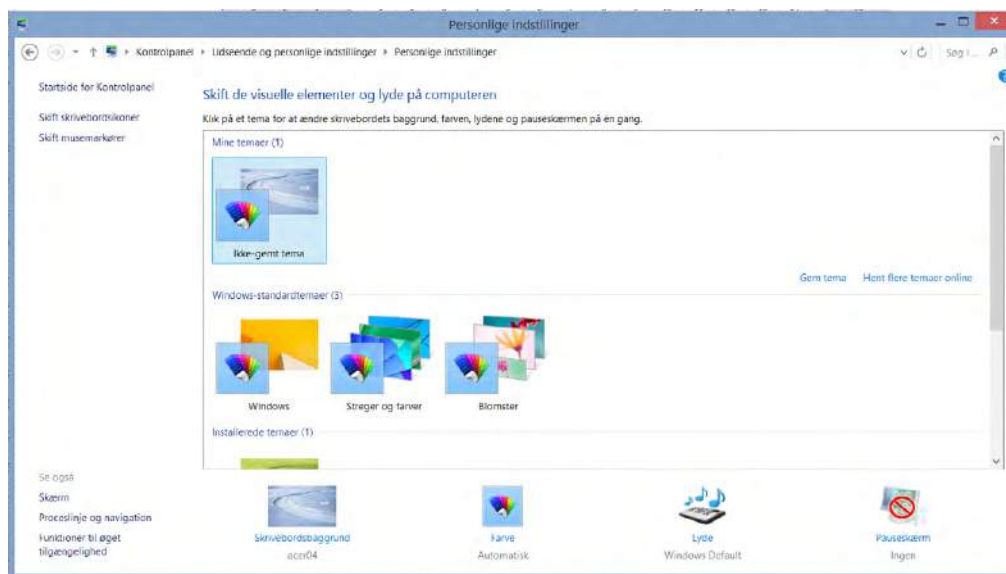 Personlige indstillinger
Kontrolpanel ▸ Udseende og personlige indstillinger ▸ Personlige indstillinger
Søg i...
Startside for Kontrolpanel
Skift skrivebordsikoner
Skift musemarkører
Skift de visuelle elementer og lyde på computeren
Klik på et tema for at ændre skrivebordets baggrund, farven, lydene og pauseskærmen på én gang.
Mine temaer (1)
Ikke-gemt tema
Gem tema Hent flere temaer online
Windows-standardtemaer (3)
Windows Streger og farver Blomster
Installerede temaer (1)
Se også
Skærm
Proceslinje og navigation
Funktioner til øget
tilgængelighed
Skrivebordsbaggrund
acer04
Farve
Automatisk
Lyde
Windows Default
Pauseskærm
Ingen